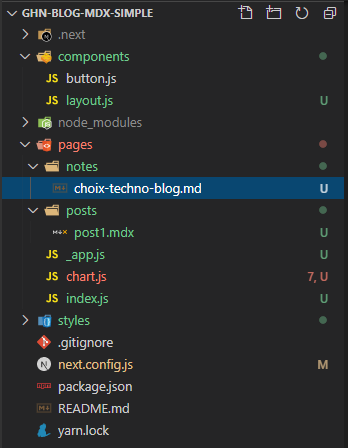 GHN-BLOG-MDX-SIMPLE
.next
components
JS button.js
JS layout.js U
node_modules
pages
notes
choix-techno-blog.md U
posts
post1.mdx U
JS _app.js U
JS chart.js 7, U
JS index.js U
styles
.gitignore
next.config.js M
package.json
README.md
yarn.lock